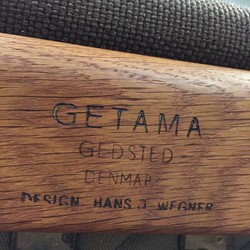 GETAMA
GEDSTED
DENMARK
DESIGN. HANS J. WEGNER